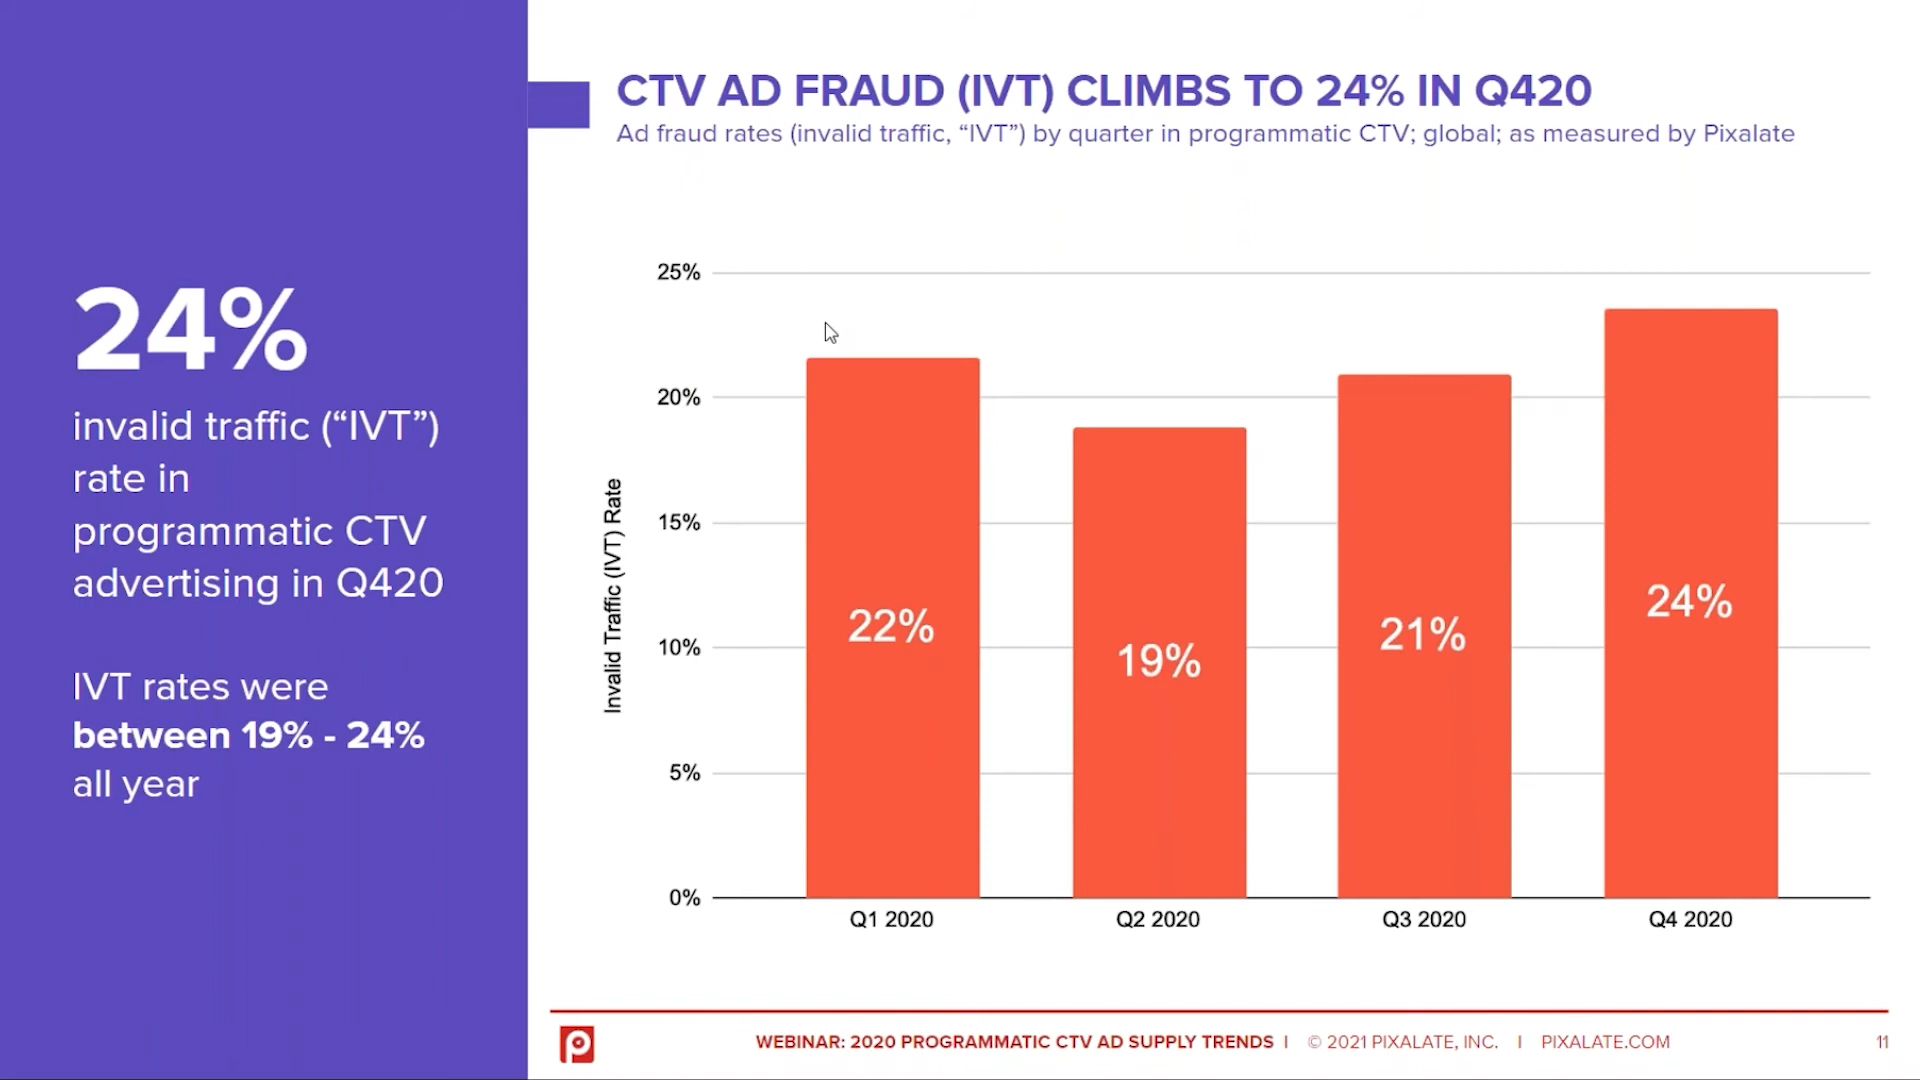 24%
invalid traffic (“IVT”)
rate in
programmatic CTV
advertising in Q420
IVT rates were
between 19% - 24%
all year
CTV AD FRAUD (IVT) CLIMBS TO 24% IN Q420
Ad fraud rates (invalid traffic, “IVT”) by quarter in programmatic CTV; global; as measured by Pixalate
Invalid Traffic (IVT) Rate
25%
20%
15%
10%
5%
0%
22%
19%
21%
24%
Q1 2020
Q2 2020
Q3 2020
Q4 2020
WEBINAR: 2020 PROGRAMMATIC CTV AD SUPPLY TRENDS I © 2021 PIXALATE, INC. I PIXALATE.COM
11